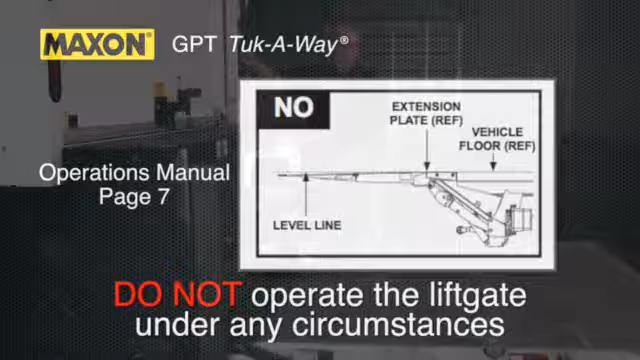 MAXON® GPT Tuk-A-Way®
NO
EXTENSION
PLATE (REF)
VEHICLE
FLOOR (REF)
LEVEL LINE
Operations Manual
Page 7
DO NOT operate the liftgate
under any circumstances